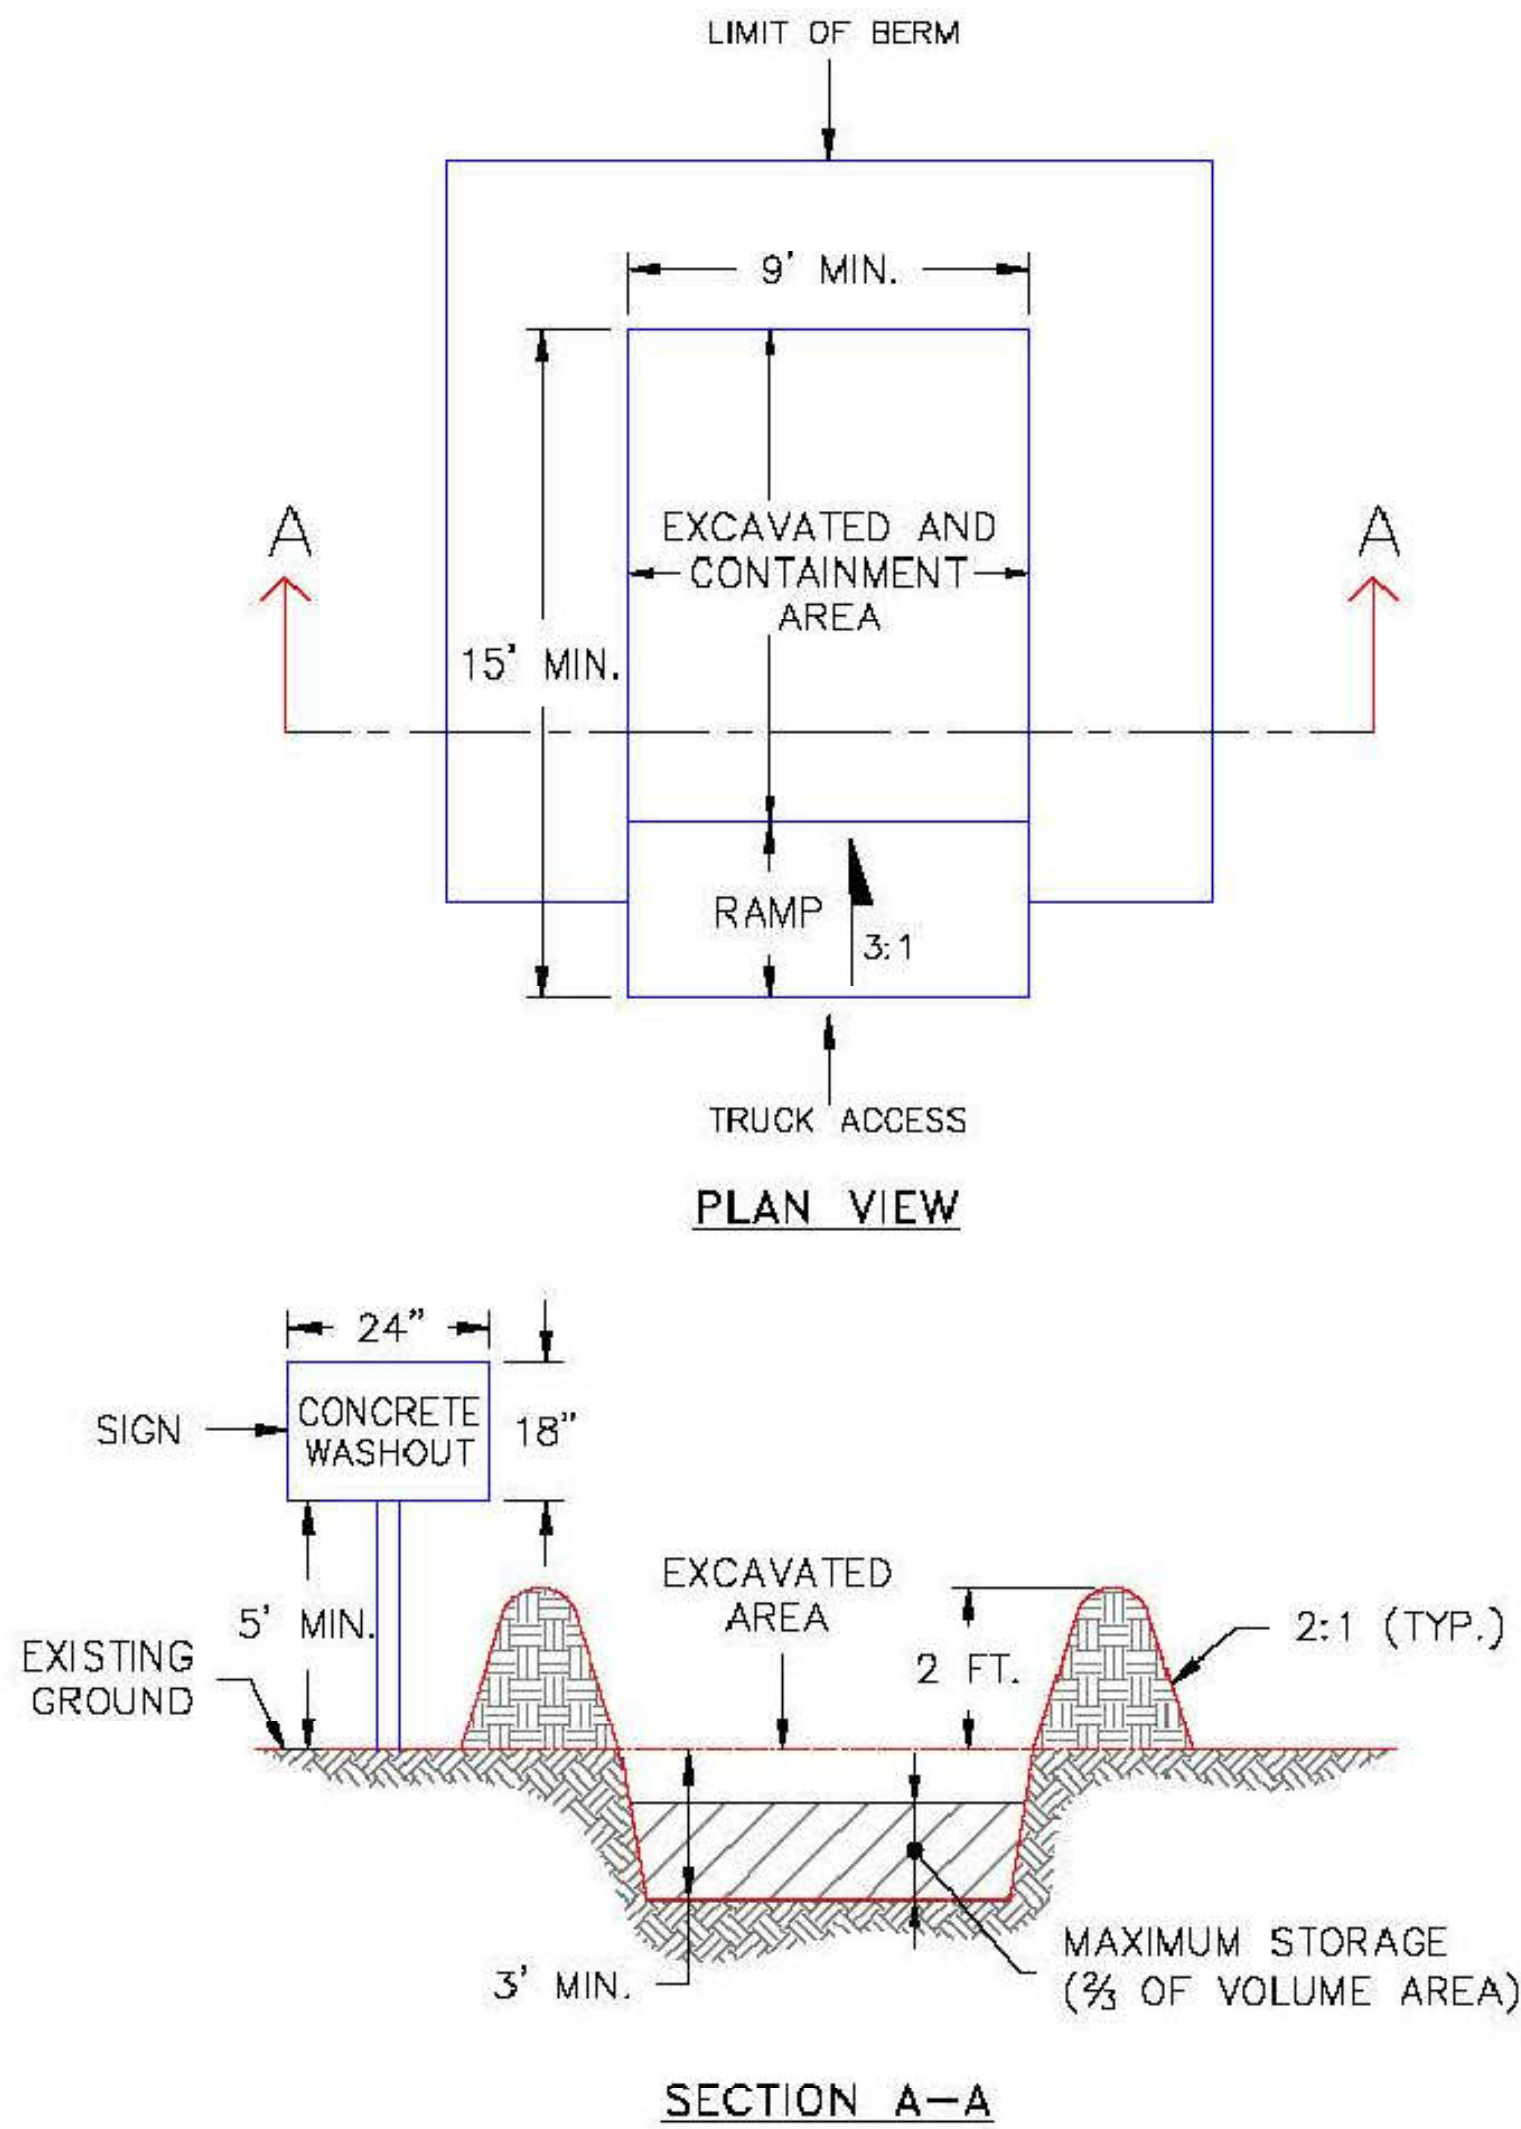 LIMIT OF BERM
9' MIN.
A
A
EXCAVATED AND
CONTAINMENT
AREA
15' MIN.
RAMP
3:1
TRUCK ACCESS
PLAN VIEW
24"
SIGN
CONCRETE
WASHOUT
18"
EXCAVATED
AREA
5' MIN.
2:1 (TYP.)
EXISTING
GROUND
2 FT.
3' MIN.
MAXIMUM STORAGE
(⅔ OF VOLUME AREA)
SECTION A-A